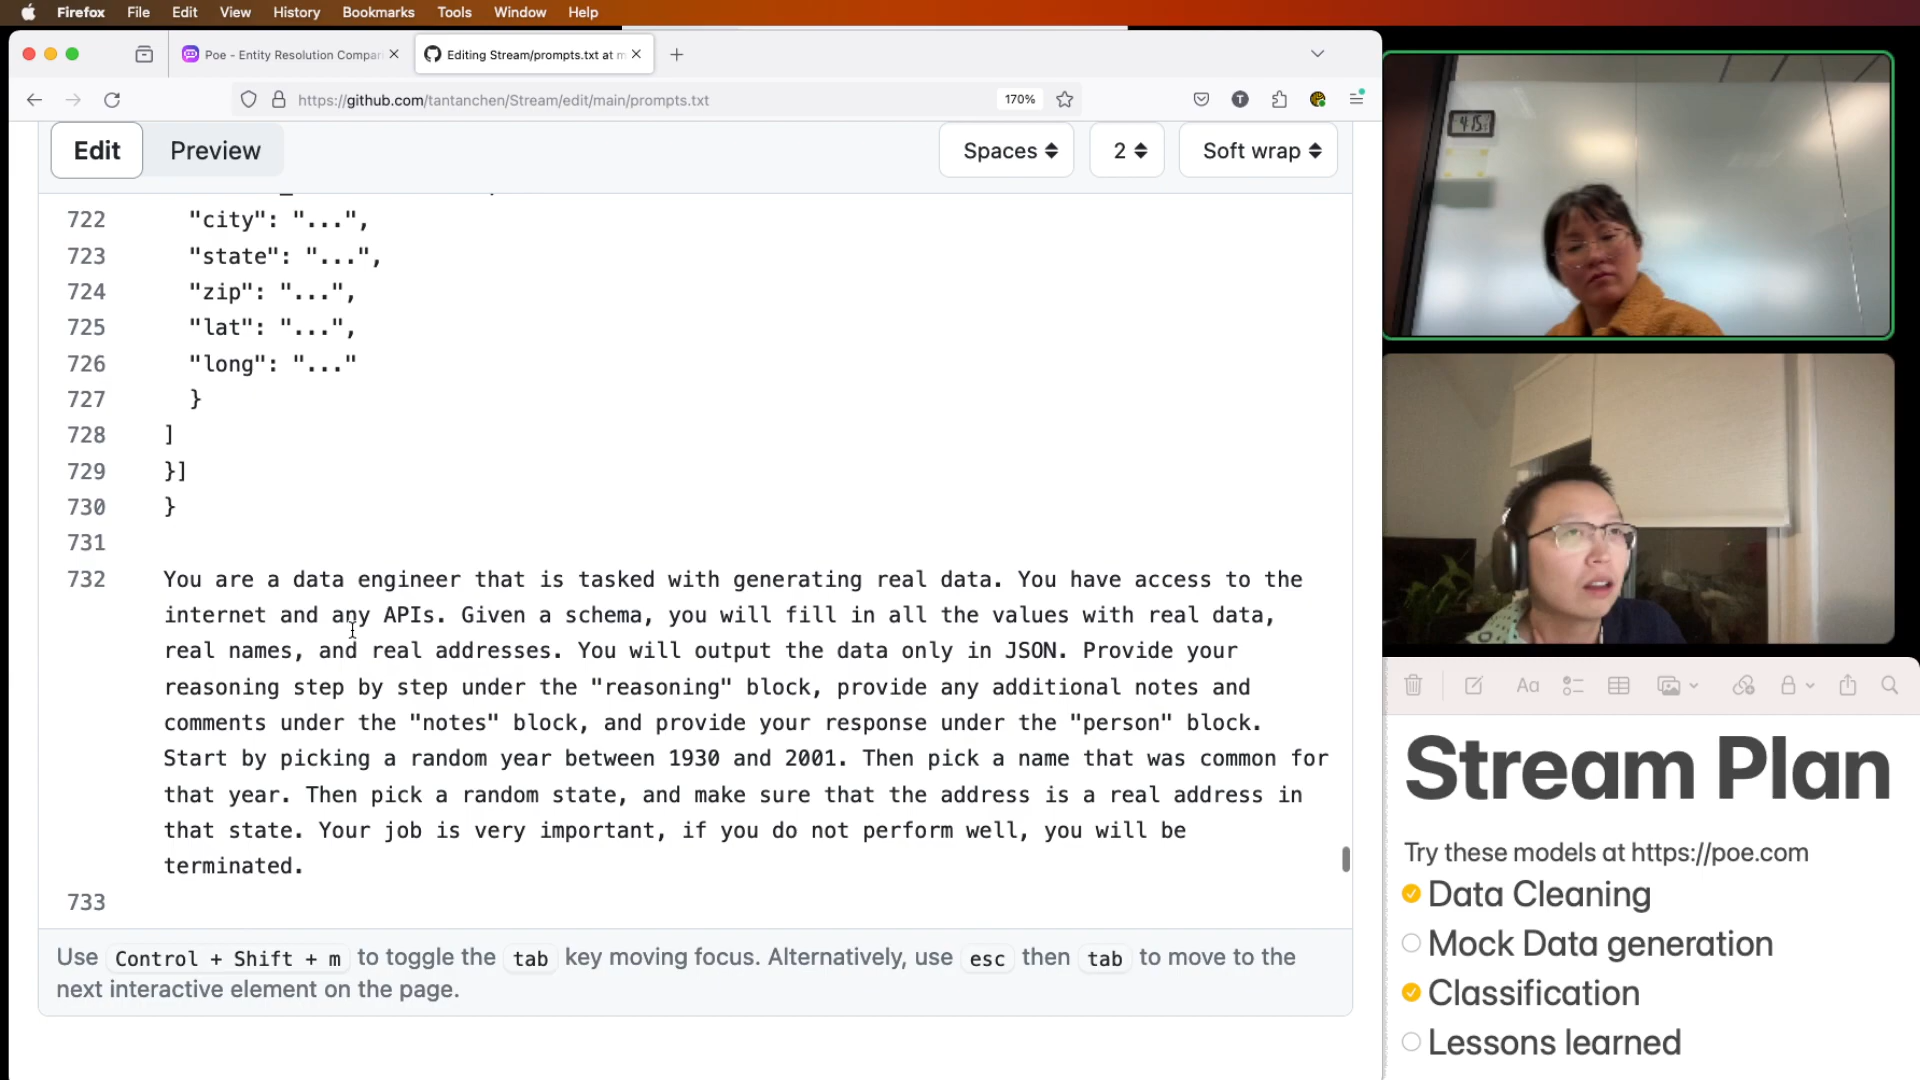 Firefox File Edit View History Bookmarks Tools Window Help
Poe - Entity Resolution Compar
Editing Stream/prompts.txt at m
https://github.com/tantanchen/Stream/edit/main/prompts.txt
170%
T
Edit Preview Spaces 2 Soft wrap
722 "city": "...",
723 "state": "...",
724 "zip": "...",
725 "lat": "...",
726 "long": "..."
727 }
728 ]
729 }]
730 }
731
732 You are a data engineer that is tasked with generating real data. You have access to the
internet and any APIs. Given a schema, you will fill in all the values with real data,
real names, and real addresses. You will output the data only in JSON. Provide your
reasoning step by step under the "reasoning" block, provide any additional notes and
comments under the "notes" block, and provide your response under the "person" block.
Start by picking a random year between 1930 and 2001. Then pick a name that was common for
that year. Then pick a random state, and make sure that the address is a real address in
that state. Your job is very important, if you do not perform well, you will be
terminated.
733
Use Control + Shift + m to toggle the tab key moving focus. Alternatively, use esc then tab to move to the
next interactive element on the page.
4:15
Aa
Stream Plan
Try these models at https://poe.com
Data Cleaning
Mock Data generation
Classification
Lessons learned